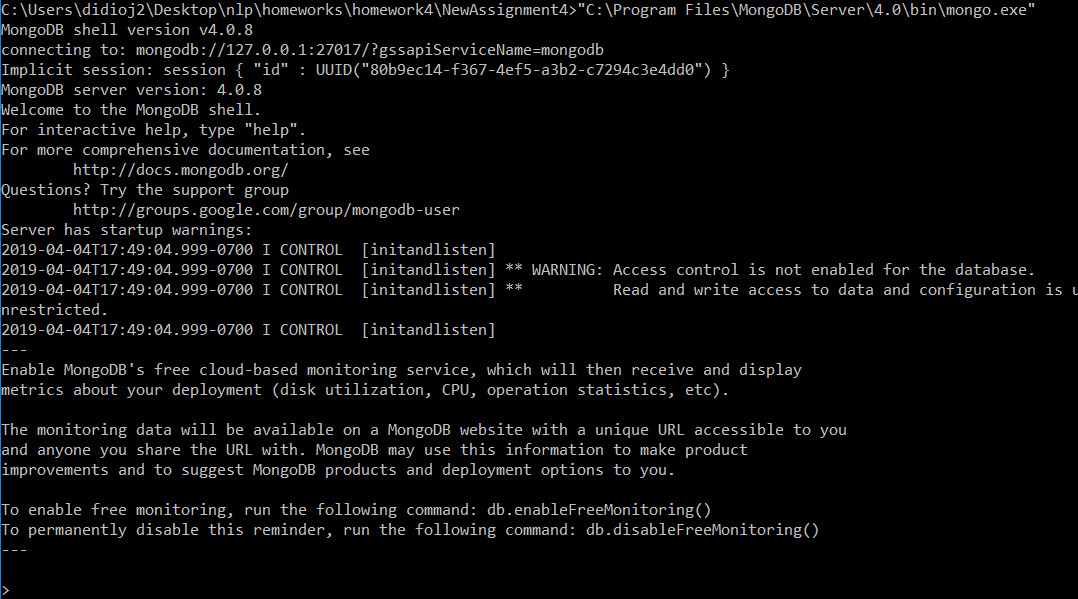 C:\Users\didioj2\Desktop\nlp\homeworks\homework4\NewAssignment4>"C:\Program Files\MongoDB\Server\4.0\bin\mongo.exe"
MongoDB shell version v4.0.8
connecting to: mongodb://127.0.0.1:27017/?gssapiServiceName=mongodb
Implicit session: session { "id" : UUID("80b9ec14-f367-4ef5-a3b2-c7294c3e4dd0") }
MongoDB server version: 4.0.8
Welcome to the MongoDB shell.
For interactive help, type "help".
For more comprehensive documentation, see
        http://docs.mongodb.org/
Questions? Try the support group
        http://groups.google.com/group/mongodb-user
Server has startup warnings:
2019-04-04T17:49:04.999-0700 I CONTROL  [initandlisten]
2019-04-04T17:49:04.999-0700 I CONTROL  [initandlisten] ** WARNING: Access control is not enabled for the database.
2019-04-04T17:49:04.999-0700 I CONTROL  [initandlisten] **          Read and write access to data and configuration is u
nrestricted.
2019-04-04T17:49:04.999-0700 I CONTROL  [initandlisten]
---
Enable MongoDB's free cloud-based monitoring service, which will then receive and display
metrics about your deployment (disk utilization, CPU, operation statistics, etc).

The monitoring data will be available on a MongoDB website with a unique URL accessible to you
and anyone you share the URL with. MongoDB may use this information to make product
improvements and to suggest MongoDB products and deployment options to you.

To enable free monitoring, run the following command: db.enableFreeMonitoring()
To permanently disable this reminder, run the following command: db.disableFreeMonitoring()
---

>